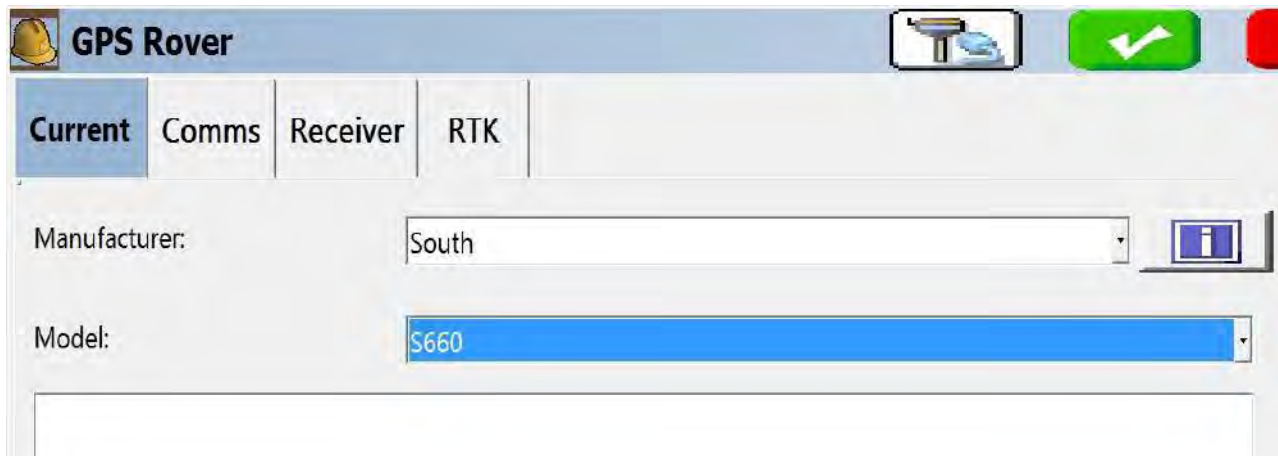 GPS Rover
Current Comms Receiver RTK
Manufacturer: South
Model: S660